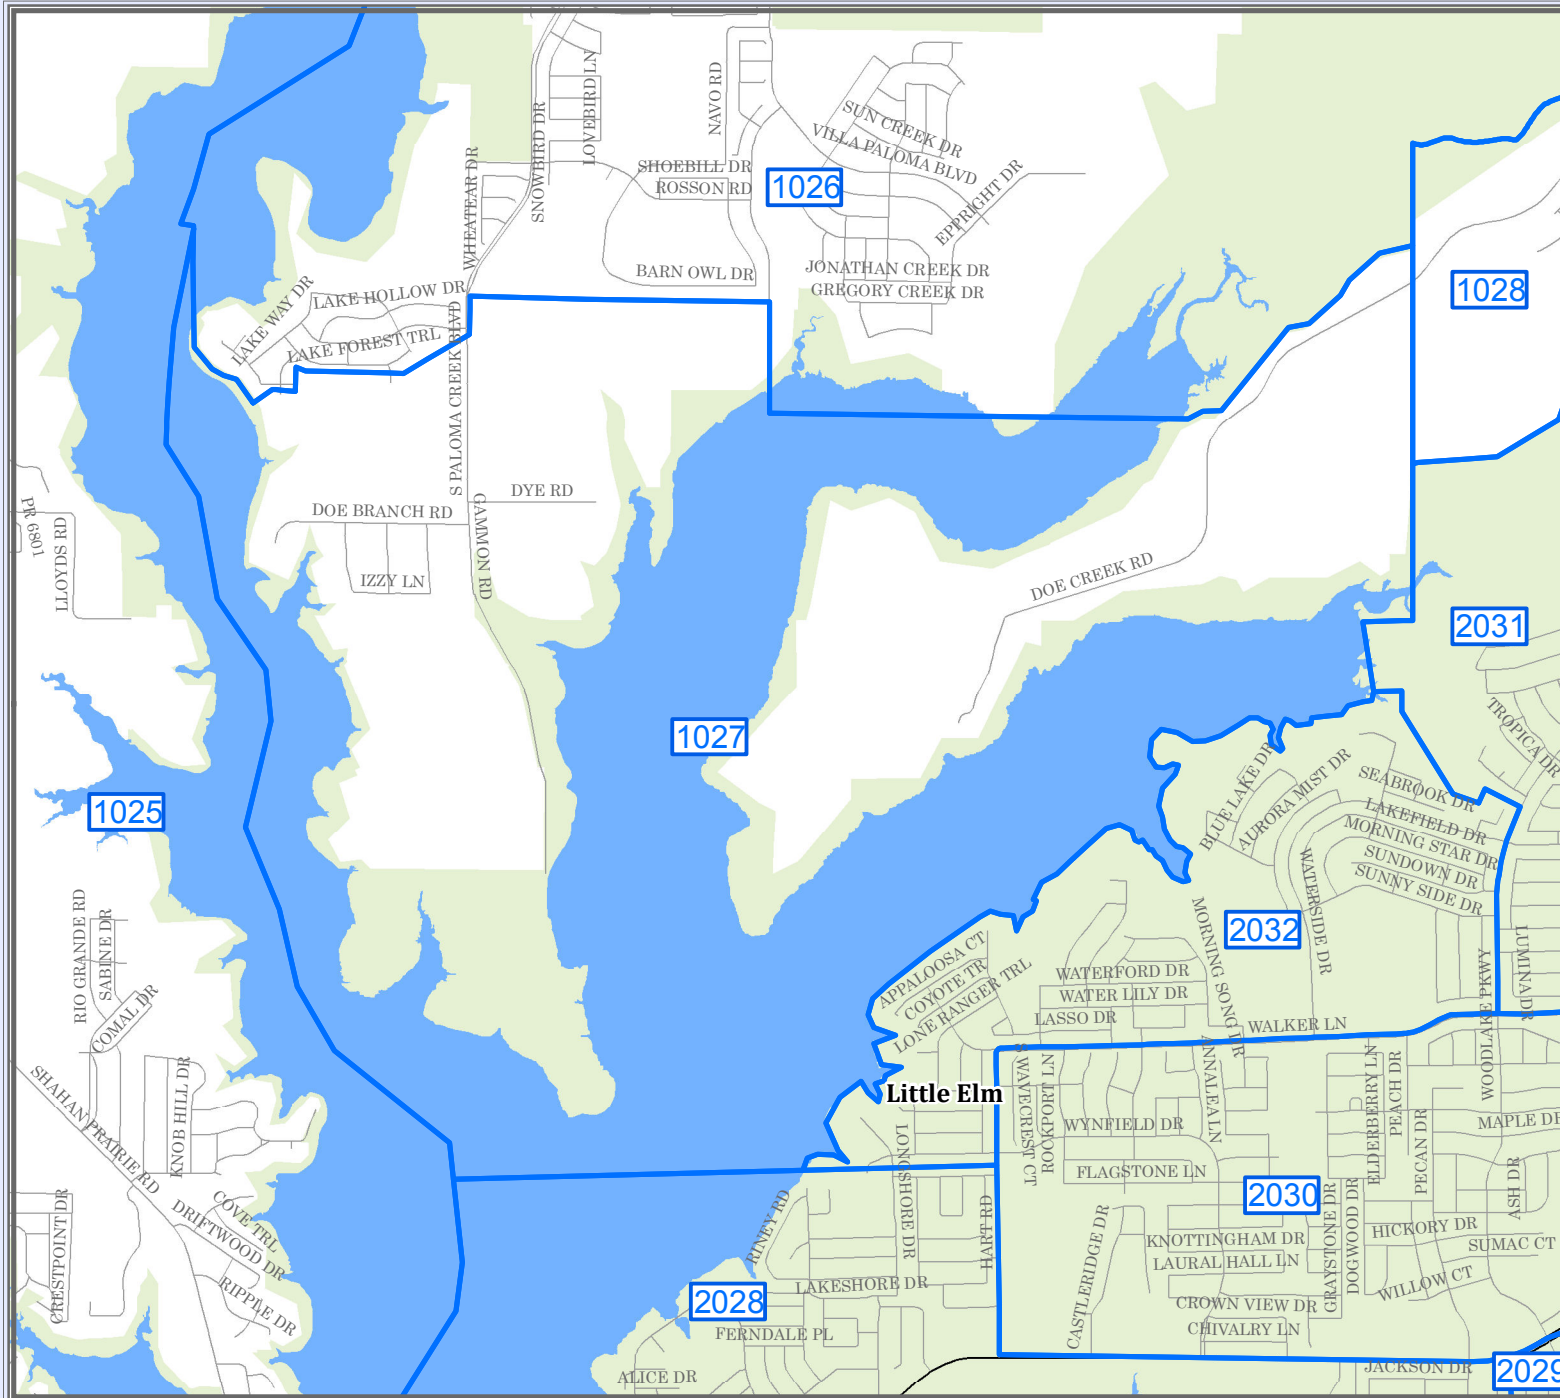 SNOWBIRD DR
LOVEBIRD LN
NAVO RD
SUN CREEK DR
VILLA PALOMA BLVD
WHEATEAR DR
SHOEBILL DR
ROSSON RD
1026
EPPRIGHT DR
BARN OWL DR
JONATHAN CREEK DR
GREGORY CREEK DR
1028
LAKE WAY DR
LAKE HOLLOW DR
LAKE FOREST TRL
S PALOMA CREEK BLVD
PR 6801
LLOYDS RD
DOE BRANCH RD
DYE RD
GAMMON RD
IZZY LN
DOE CREEK RD
2031
1027
TROPICA DR
1025
BLUE LAKE DR
AURORA MIST DR
SEABROOK DR
LAKEFIELD DR
MORNING STAR DR
SUNDOWN DR
SUNNY SIDE DR
WATERSIDE DR
2032
RIO GRANDE RD
SABINE DR
COMAL DR
APPALOOSA CT
COYOTE TR
LONE RANGER TRL
WATERFORD DR
WATER LILY DR
LASSO DR
MORNING SONG DR
WALKER LN
WOODLAKE PKWY
LUMINA DR
SHAHAN PRAIRIE RD
KNOB HILL DR
Little Elm
S WAVECREST CT
ROCKPORT LN
ANNALEA LN
ELDERBERRY LN
PEACH DR
PECAN DR
MAPLE DR
WYNFIELD DR
FLAGSTONE LN
2030
ASH DR
CRESTPOINT DR
COVE TRL
DRIFTWOOD DR
RIPPLE DR
RINEY RD
LONGSHORE DR
HART RD
CASTLERIDGE DR
KNOTTINGHAM DR
LAURAL HALL LN
GRAYSTONE DR
DOGWOOD DR
HICKORY DR
SUMAC CT
WILLOW CT
2028
LAKESHORE DR
FERNDALE PL
CROWN VIEW DR
CHIVALRY LN
ALICE DR
JACKSON DR
2029